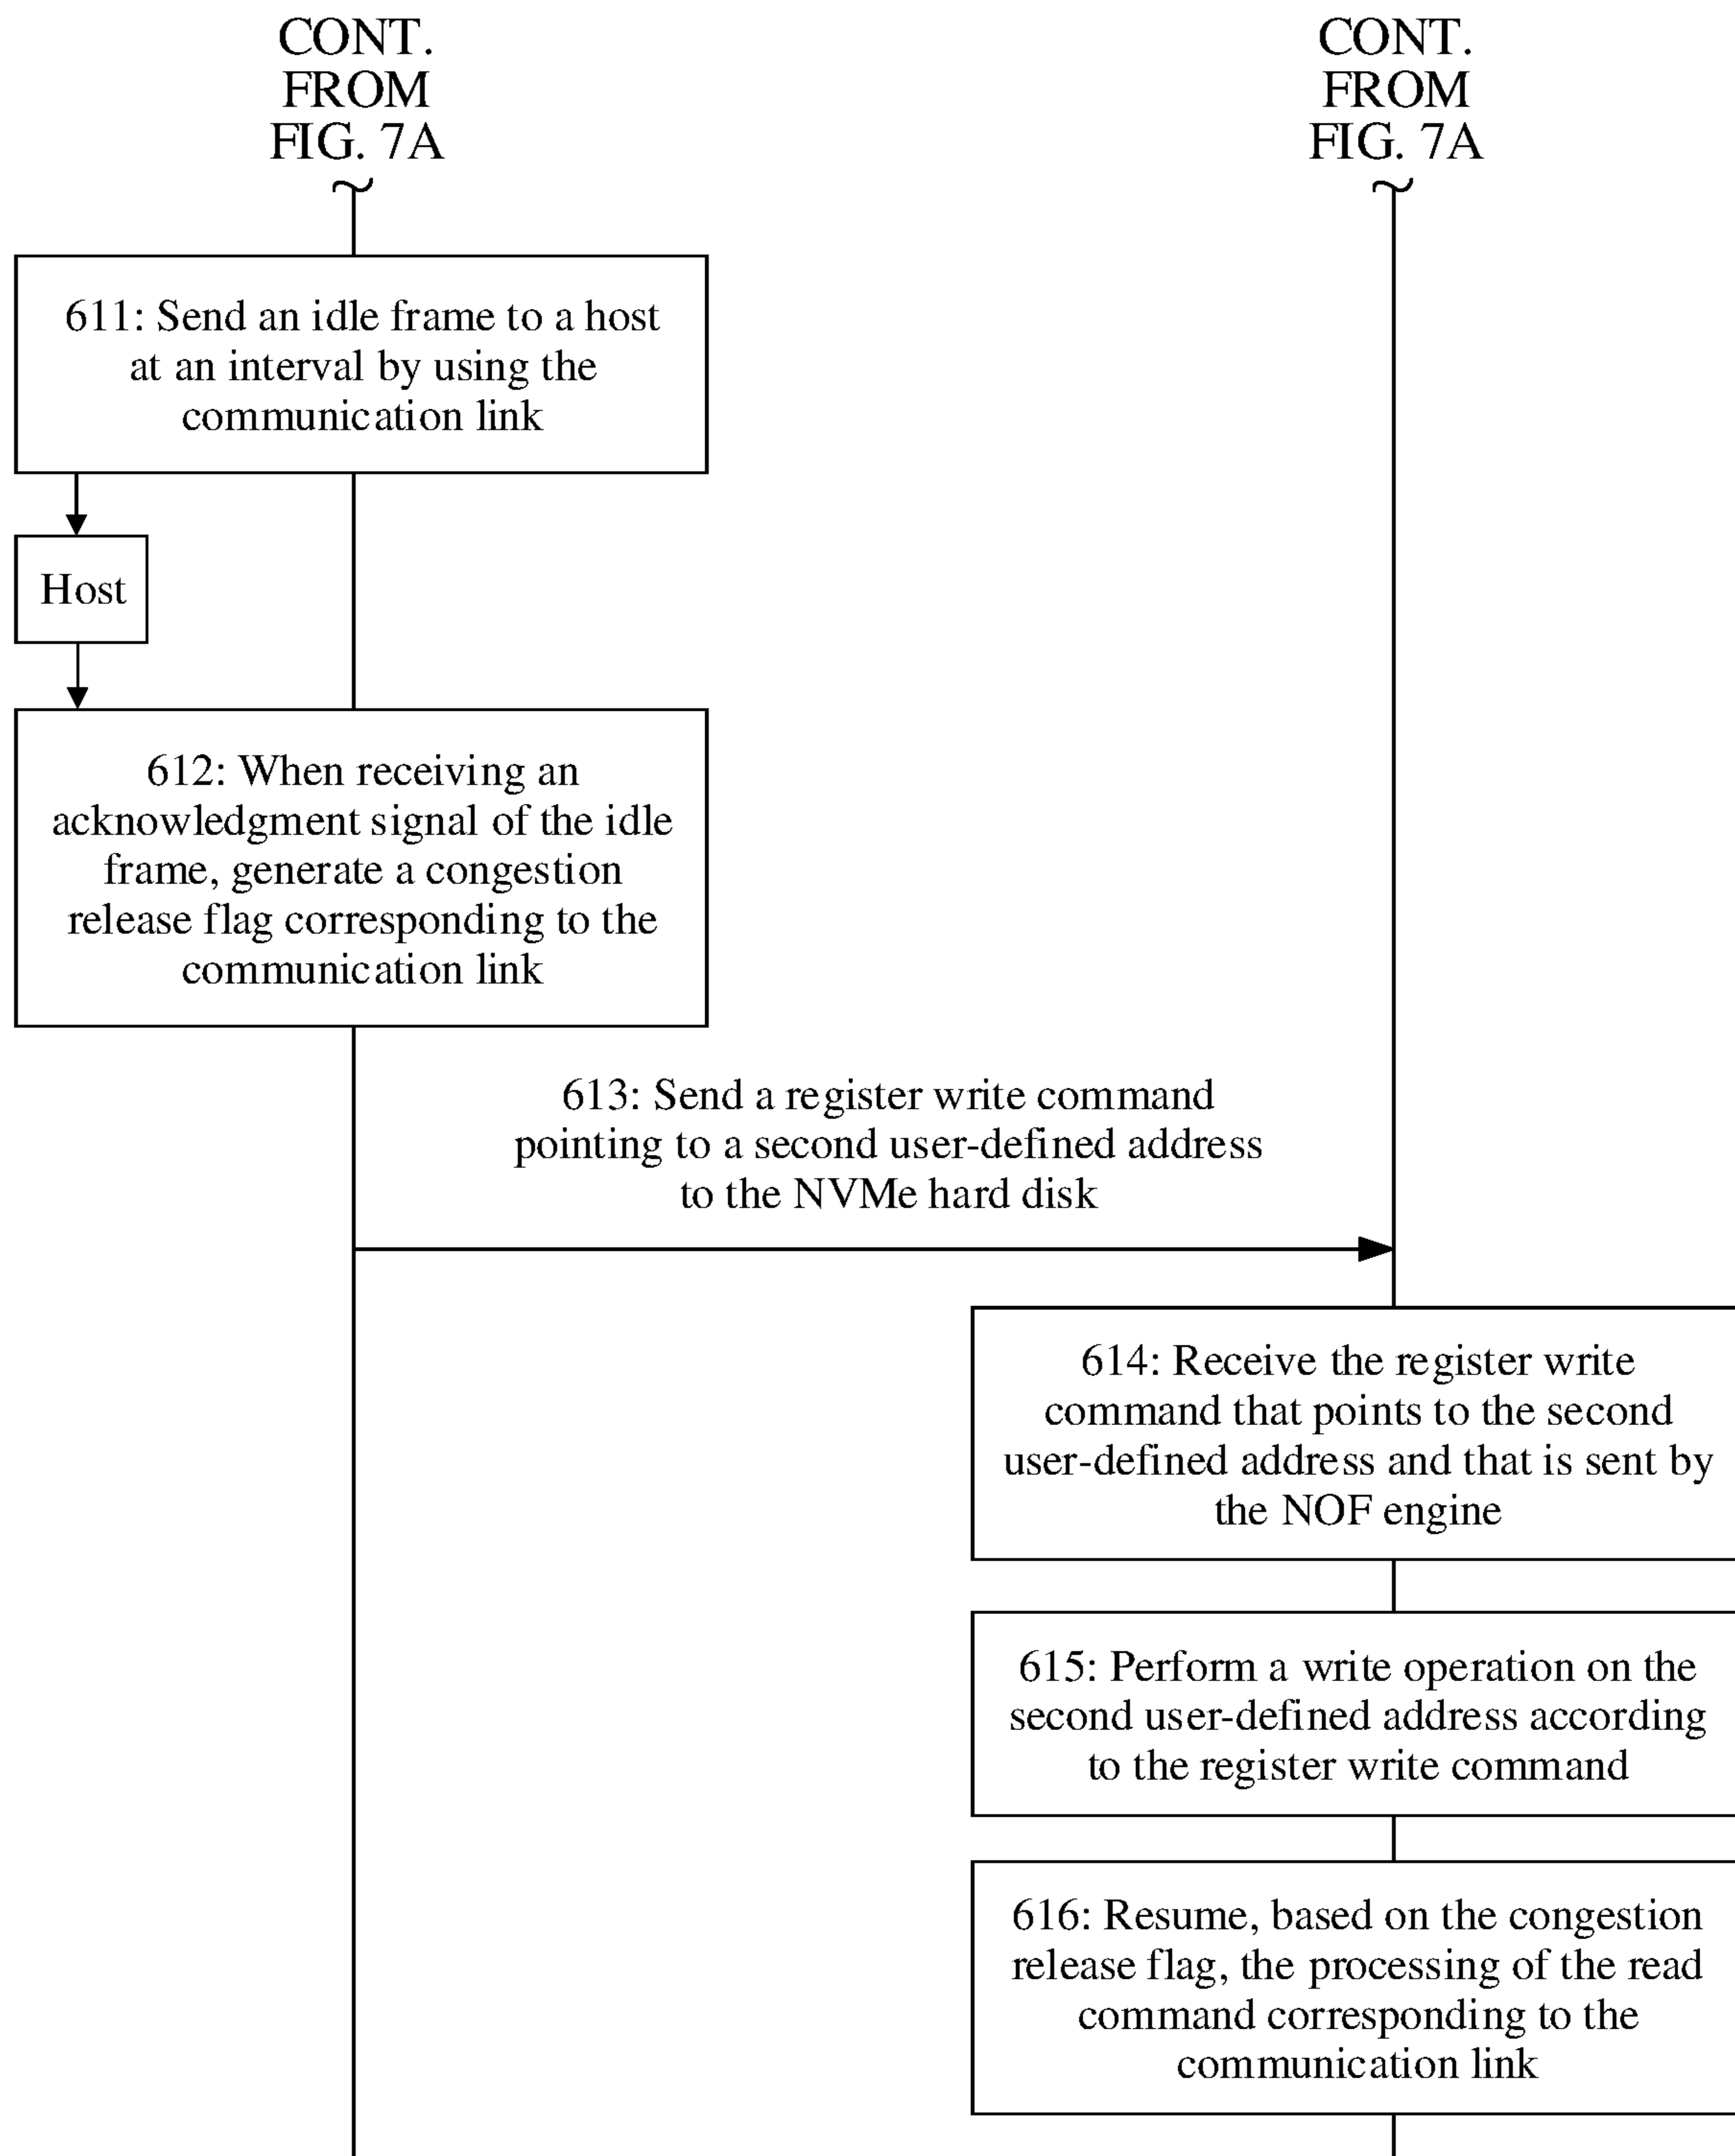 CONT.
FROM
FIG. 7A
CONT.
FROM
FIG. 7A
611: Send an idle frame to a host
at an interval by using the
communication link
Host
612: When receiving an
acknowledgment signal of the idle
frame, generate a congestion
release flag corresponding to the
communication link
613: Send a register write command
pointing to a second user-defined address
to the NVMe hard disk
614: Receive the register write
command that points to the second
user-defined address and that is sent by
the NOF engine
615: Perform a write operation on the
second user-defined address according
to the register write command
616: Resume, based on the congestion
release flag, the processing of the read
command corresponding to the
communication link